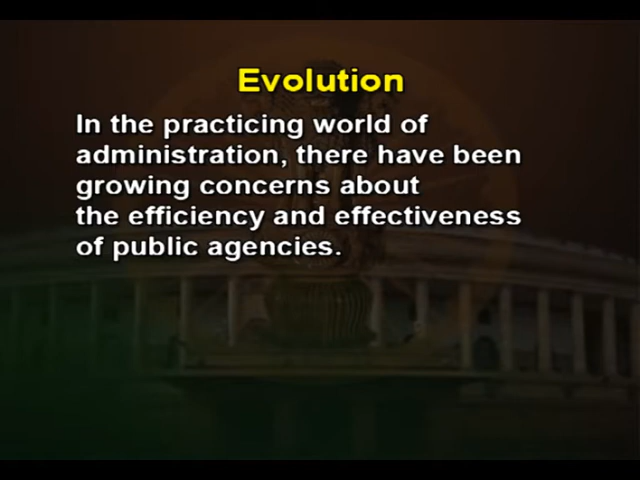 Evolution
In the practicing world of
administration, there have been
growing concerns about
the efficiency and effectiveness
of public agencies.